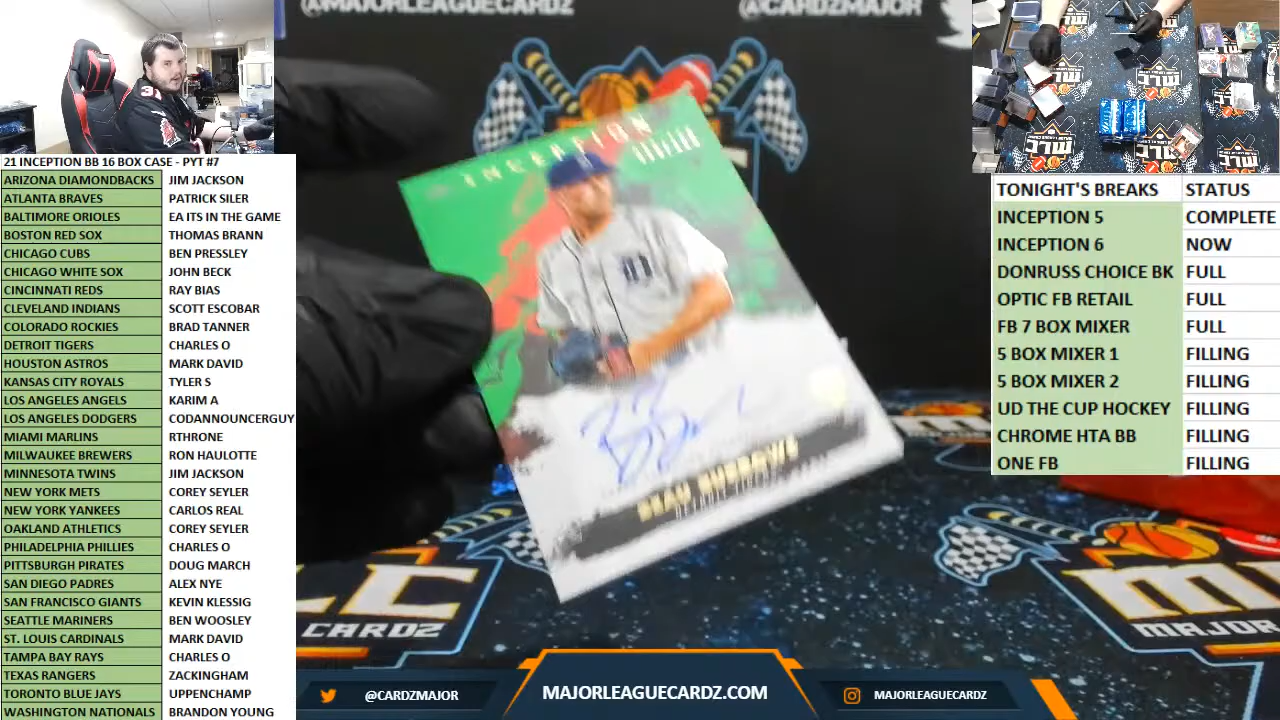 @MAJORLEAGUECARDZ
@CARDZMAJOR
21 INCEPTION BB 16 BOX CASE - PYT #7
ARIZONA DIAMONDBACKS JIM JACKSON
ATLANTA BRAVES PATRICK SILER
BALTIMORE ORIOLES EA ITS IN THE GAME
BOSTON RED SOX THOMAS BRANN
CHICAGO CUBS BEN PRESSLEY
CHICAGO WHITE SOX JOHN BECK
CINCINATI REDS RAY BIAS
CLEVELAND INDIANS SCOTT ESCOBAR
COLORADO ROCKIES BRAD TANNER
DETROIT TIGERS CHARLES O
HOUSTON ASTROS MARK DAVID
KANSAS CITY ROYALS TYLER S
LOS ANGELES ANGELS KARIM A
LOS ANGELES DODGERS CODANNOUNCERGUY
MIAMI MARLINS RTHRONE
MILWAUKEE BREWERS RON HAULOTTE
MINNESOTA TWINS JIM JACKSON
NEW YORK METS COREY SEYLER
NEW YORK YANKEES CARLOS REAL
OAKLAND ATHLETICS COREY SEYLER
PHILADELPHIA PHILLIES CHARLES O
PITTSBURGH PIRATES DOUG MARCH
SAN DIEGO PADRES ALEX NYE
SAN FRANCISCO GIANTS KEVIN KLESSIG
SEATTLE MARINERS BEN WOOSLEY
ST. LOUIS CARDINALS MARK DAVID
TAMPA BAY RAYS CHARLES O
TEXAS RANGERS ZACKINGHAM
TORONTO BLUE JAYS UPPENCHAMP
WASHINGTON NATIONALS BRANDON YOUNG
INCEPTION
BEAU BURROWS
DETROIT TIGERS
TONIGHT'S BREAKS STATUS
INCEPTION 5 COMPLETE
INCEPTION 6 NOW
DONRUSS CHOICE BK FULL
OPTIC FB RETAIL FULL
FB 7 BOX MIXER FULL
5 BOX MIXER 1 FILLING
5 BOX MIXER 2 FILLING
UD THE CUP HOCKEY FILLING
CHROME HTA BB FILLING
ONE FB FILLING
CARDZ
MAJOR
@CARDZMAJOR
MAJORLEAGUECARDZ.COM
MAJORLEAGUECARDZ